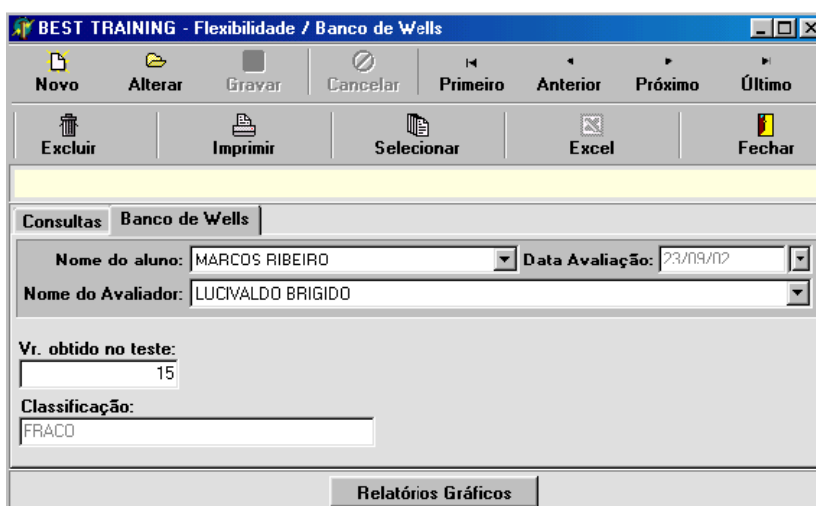 BEST TRAINING - Flexibilidade / Banco de Wells
Novo Alterar Gravar Cancelar Primeiro Anterior Próximo Último
Excluir Imprimir Selecionar Excel Fechar
Consultas Banco de Wells
Nome do aluno: MARCOS RIBEIRO Data Avaliação: 23/09/02
Nome do Avaliador: LUCIVALDO BRIGIDO
Vr. obtido no teste:
15
Classificação:
FRACO
Relatórios Gráficos